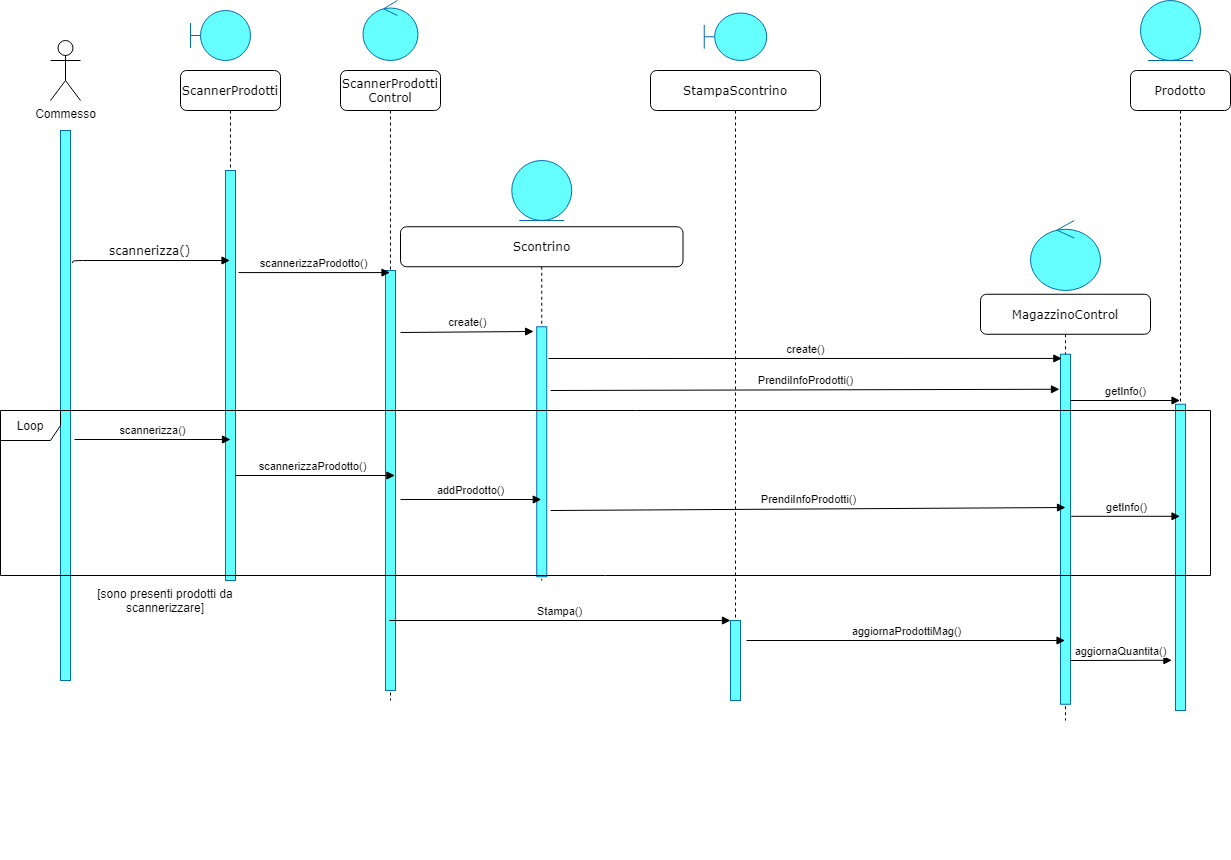 Commesso
ScannerProdotti
ScannerProdotti
Control
StampaScontrino
Prodotto
Scontrino
MagazzinoControl
scannerizza()
scannerizzaProdotto()
create()
create()
PrendiInfoProdotti()
getInfo()
Loop
scannerizza()
scannerizzaProdotto()
addProdotto()
PrendiInfoProdotti()
getInfo()
[sono presenti prodotti da
scannerizzare]
Stampa()
aggiornaProdottiMag()
aggiornaQuantita()